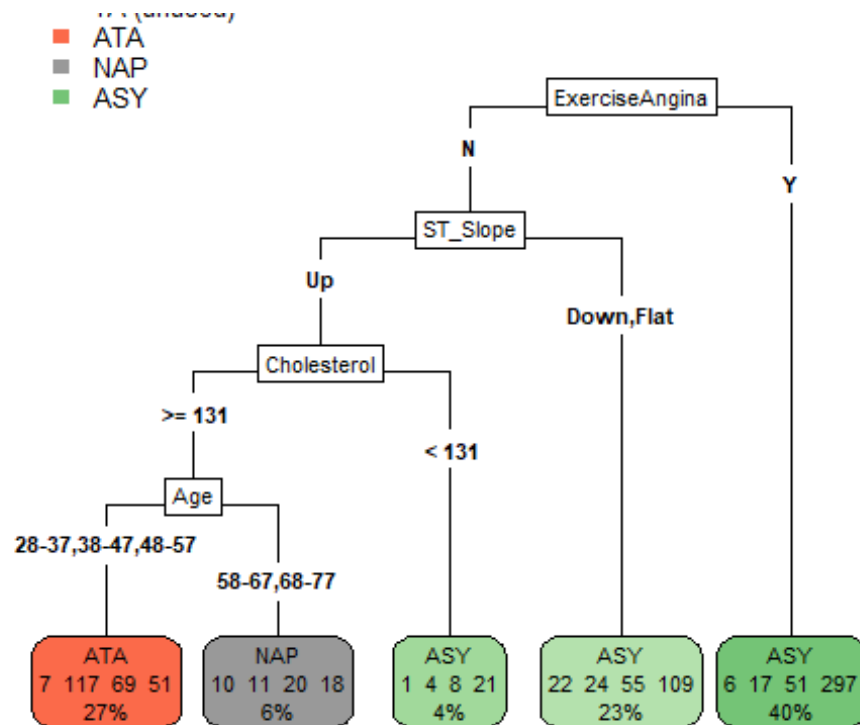 TA (unused)
ATA
NAP
ASY
ExerciseAngina
N
Y
ST_Slope
Up
Down,Flat
Cholesterol
>= 131
< 131
Age
28-37,38-47,48-57
58-67,68-77
ATA
7 117 69 51
27%
NAP
10 11 20 18
6%
ASY
1 4 8 21
4%
ASY
22 24 55 109
23%
ASY
6 17 51 297
40%